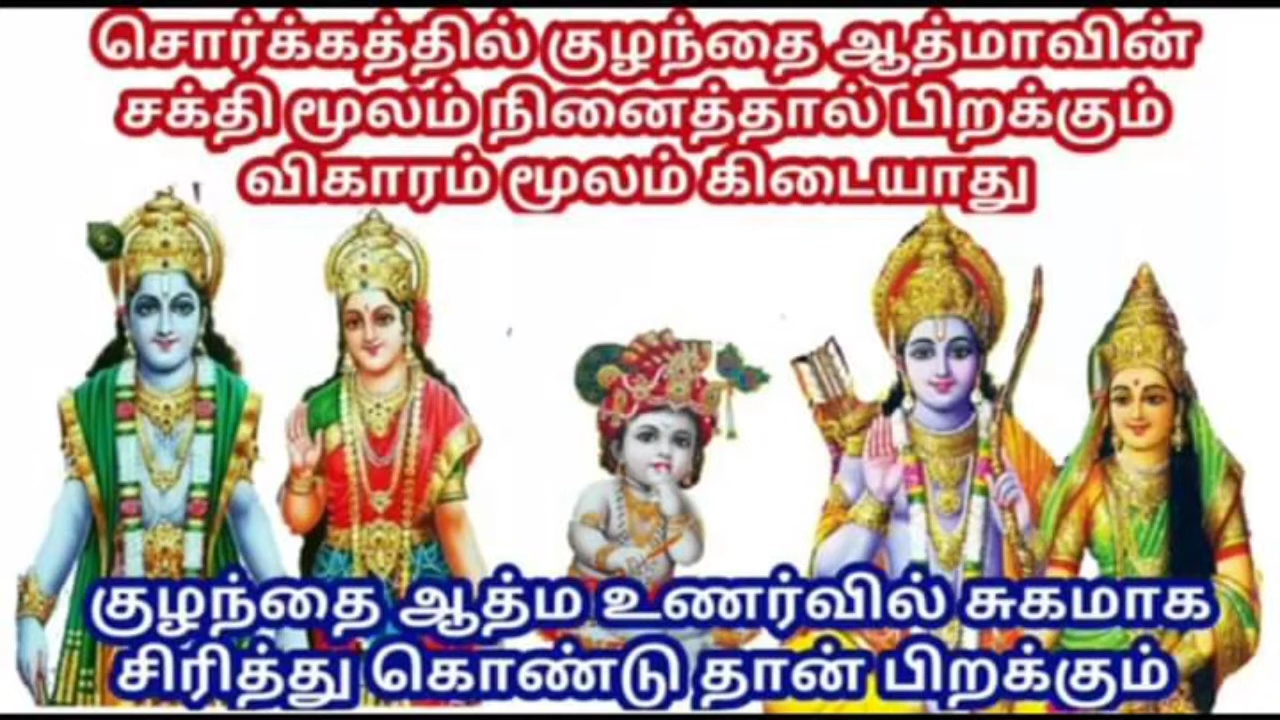 சொர்க்கத்தில் குழந்தை ஆத்மாவின்
சக்தி மூலம் நினைத்தால் பிறக்கும்
விகாரம் மூலம் கிடையாது
குழந்தை ஆத்ம உணர்வில் சுகமாக
சிரித்து கொண்டு தான் பிறக்கும்